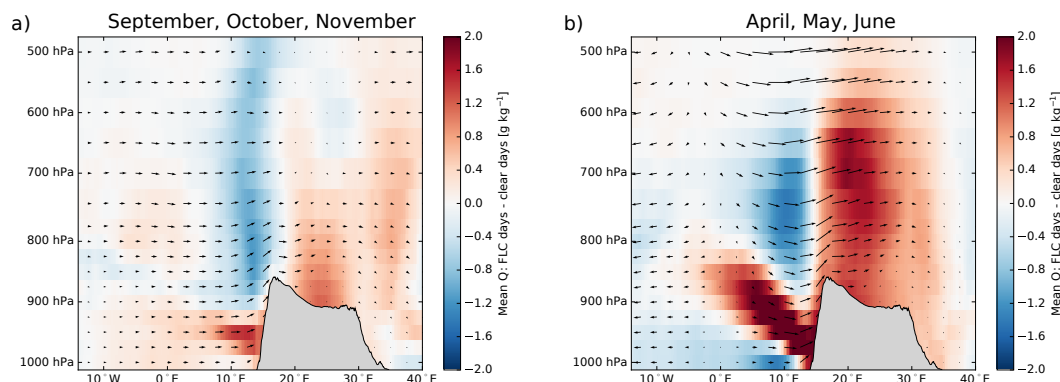 a)
September, October, November
500 hPa
600 hPa
700 hPa
800 hPa
900 hPa
1000 hPa
10°W
0°E
10°E
20°E
30°E
40°E
2.0
1.6
1.2
0.8
0.4
0.0
−0.4
−0.8
−1.2
−1.6
−2.0
Mean Q: FLC days - clear days [g kg⁻¹]
b)
April, May, June
500 hPa
600 hPa
700 hPa
800 hPa
900 hPa
1000 hPa
10°W
0°E
10°E
20°E
30°E
40°E
2.0
1.6
1.2
0.8
0.4
0.0
−0.4
−0.8
−1.2
−1.6
−2.0
Mean Q: FLC days - clear days [g kg⁻¹]